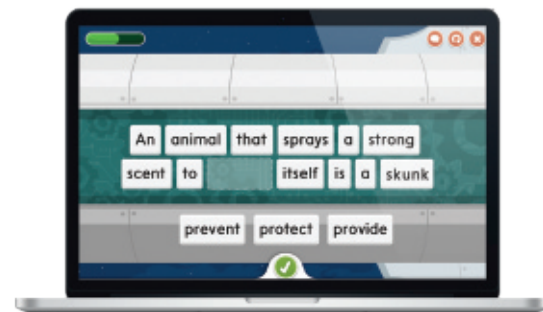 An animal that sprays a strong
scent to itself is a skunk
prevent protect provide